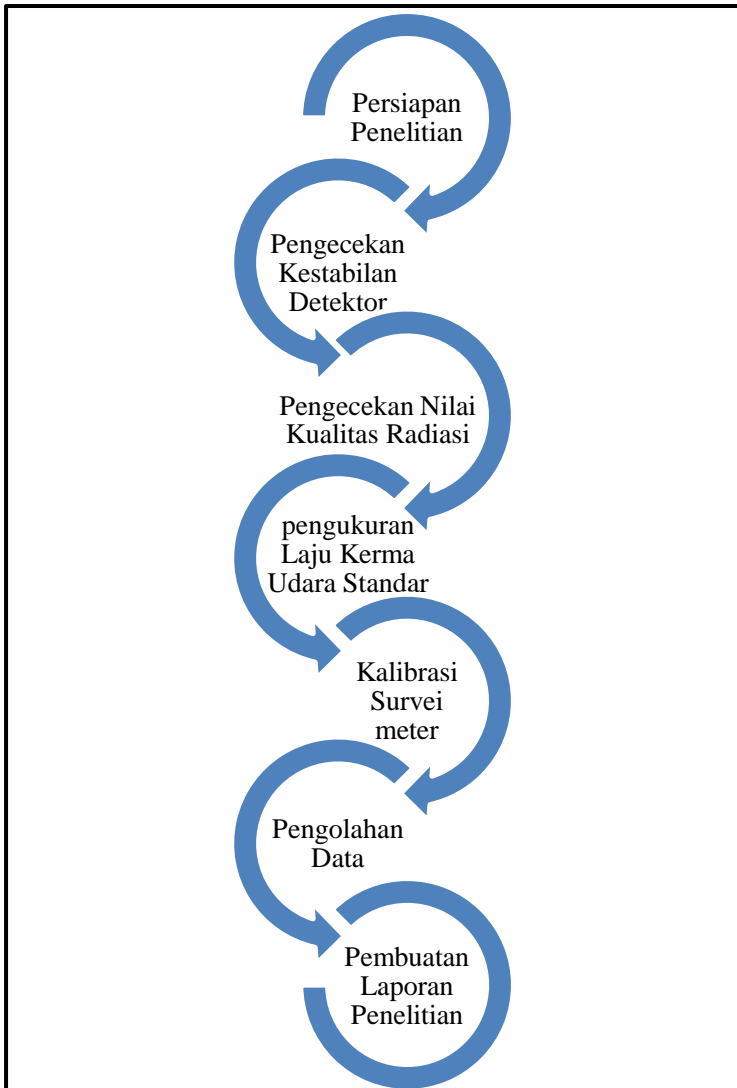 Persiapan
Penelitian
Pengecekan
Kestabilan
Detektor
Pengecekan Nilai
Kualitas Radiasi
pengukuran
Laju Kerma
Udara Standar
Kalibrasi
Survei
meter
Pengolahan
Data
Pembuatan
Laporan
Penelitian